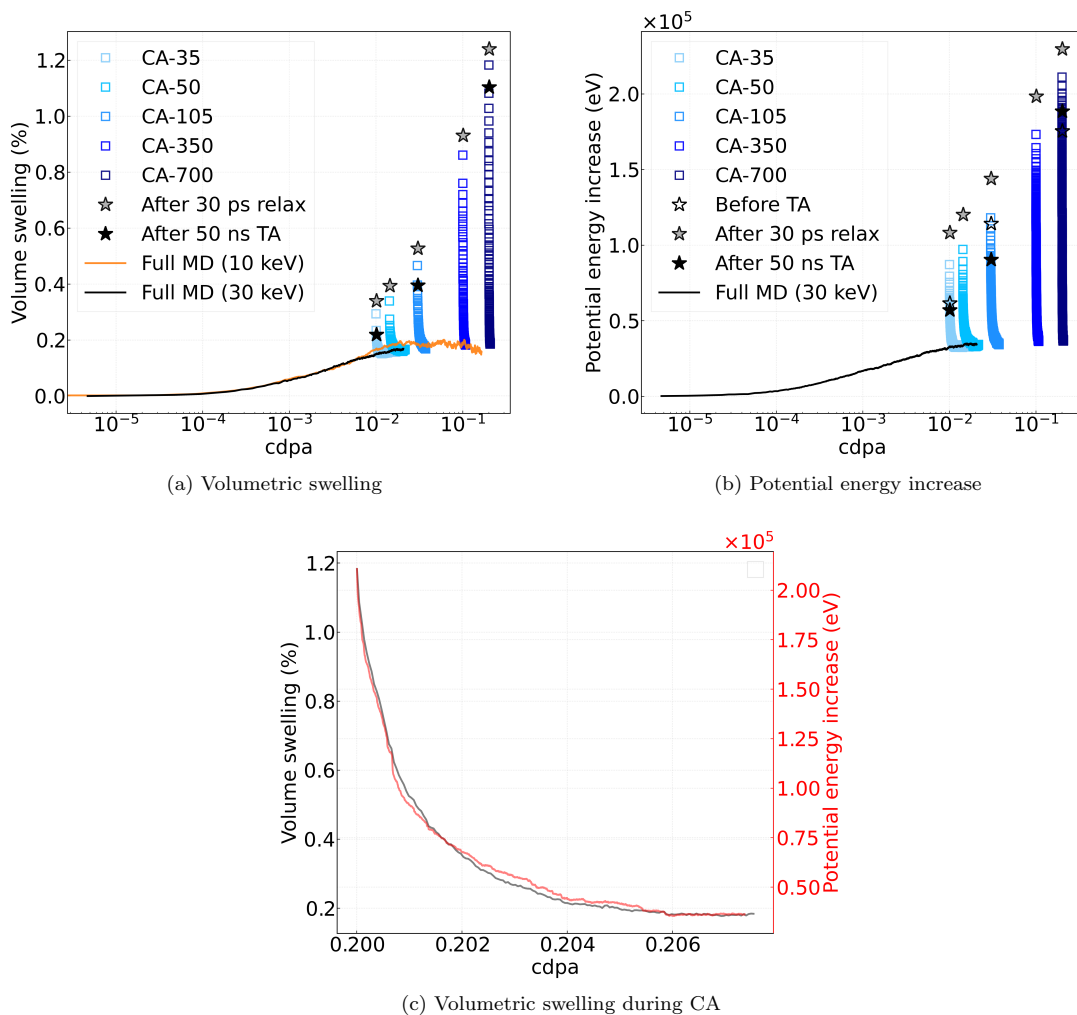 ×10⁵
CA-35
CA-50
CA-105
CA-350
CA-700
After 30 ps relax
After 50 ns TA
Full MD (10 keV)
Full MD (30 keV)
Volume swelling (%)
1.2
1.0
0.8
0.6
0.4
0.2
0.0
10⁻⁵
10⁻⁴
10⁻³
10⁻²
10⁻¹
cdpa
(a) Volumetric swelling
CA-35
CA-50
CA-105
CA-350
CA-700
Before TA
After 30 ps relax
After 50 ns TA
Full MD (30 keV)
Potential energy increase (eV)
2.0
1.5
1.0
0.5
0.0
10⁻⁵
10⁻⁴
10⁻³
10⁻²
10⁻¹
cdpa
(b) Potential energy increase
×10⁵
Volume swelling (%)
1.2
1.0
0.8
0.6
0.4
0.2
2.00
1.75
1.50
1.25
1.00
0.75
0.50
Potential energy increase (eV)
0.200
0.202
0.204
0.206
cdpa
(c) Volumetric swelling during CA